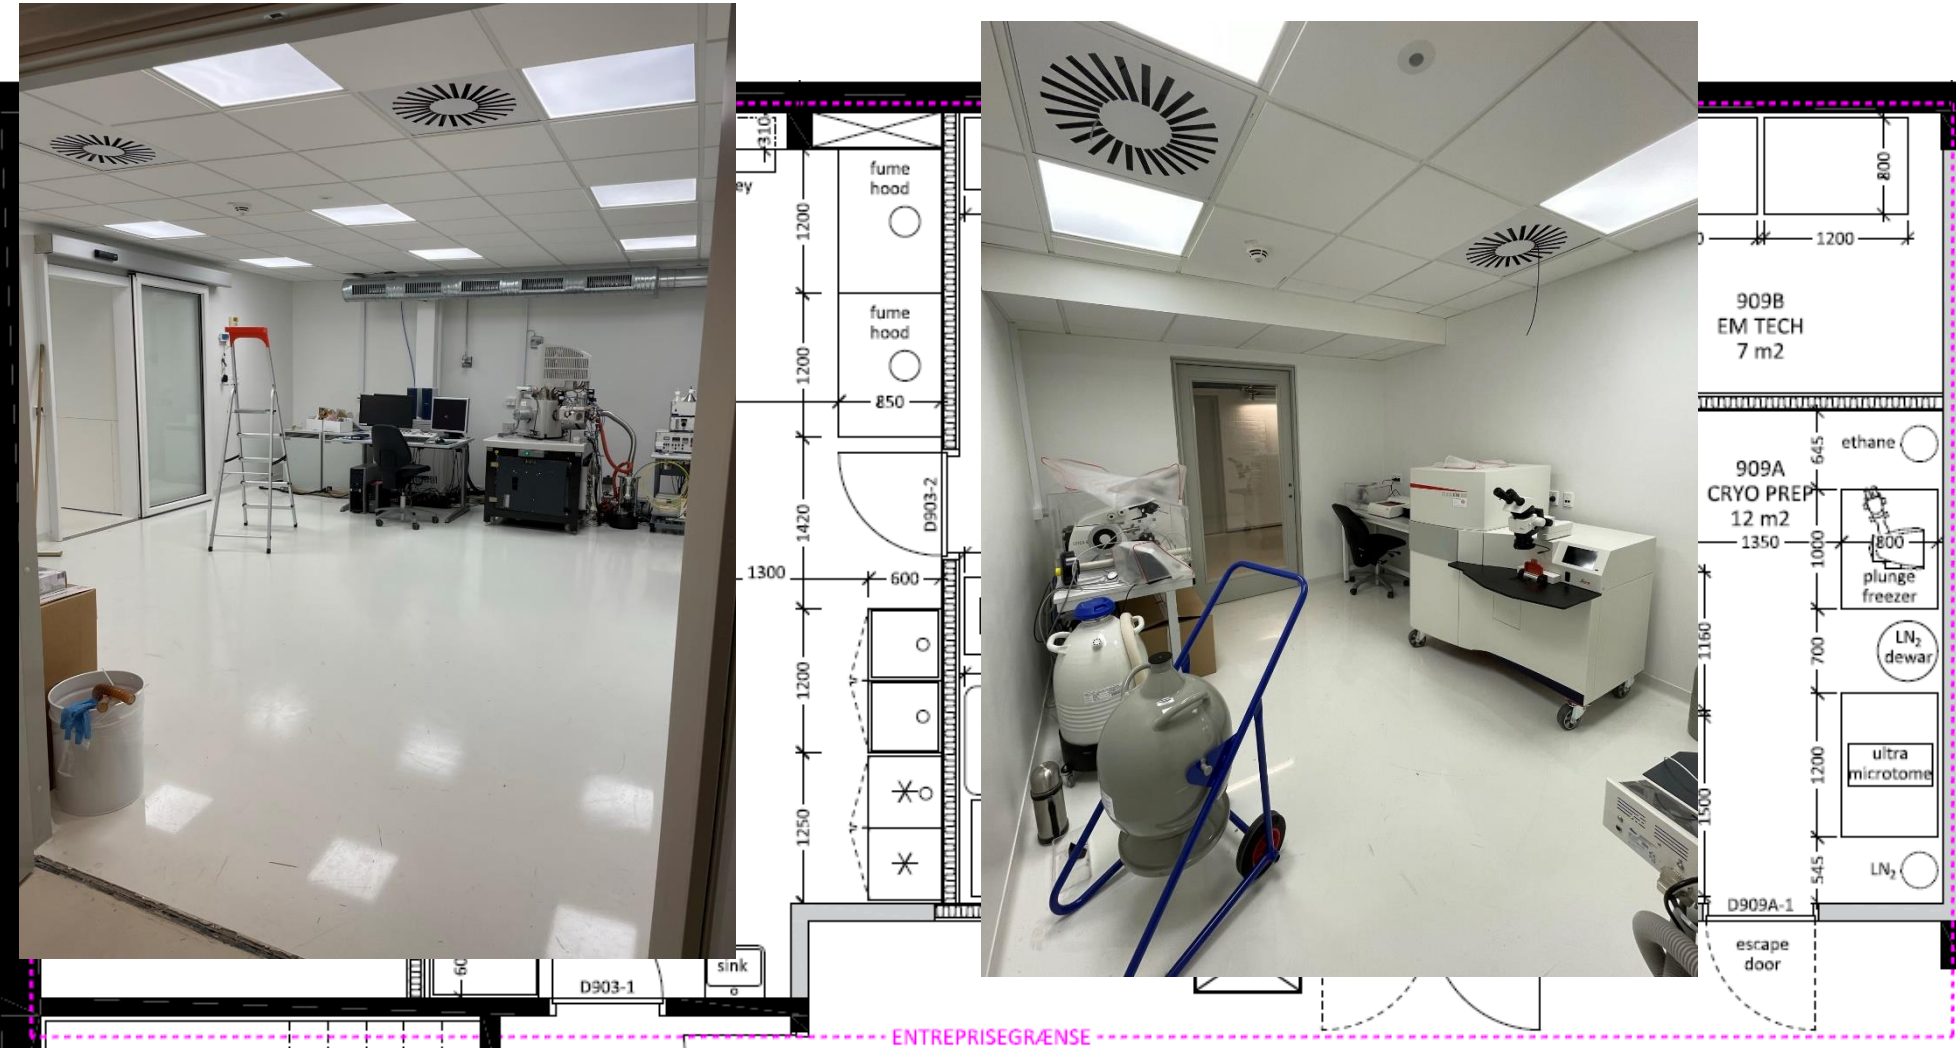 310
ey
fume
hood
1200
fume
hood
1200
850
D903-2
1420
1300
600
1200
1250
60
D903-1
sink
ENTREPRISEGRÆNSE
800
1200
909B
EM TECH
7 m2
645
ethane
909A
CRYO PREP
12 m2
1350
1000
800
plunge
freezer
1160
700
LN₂
dewar
1200
ultra
microtome
1500
545
LN₂
D909A-1
escape
door